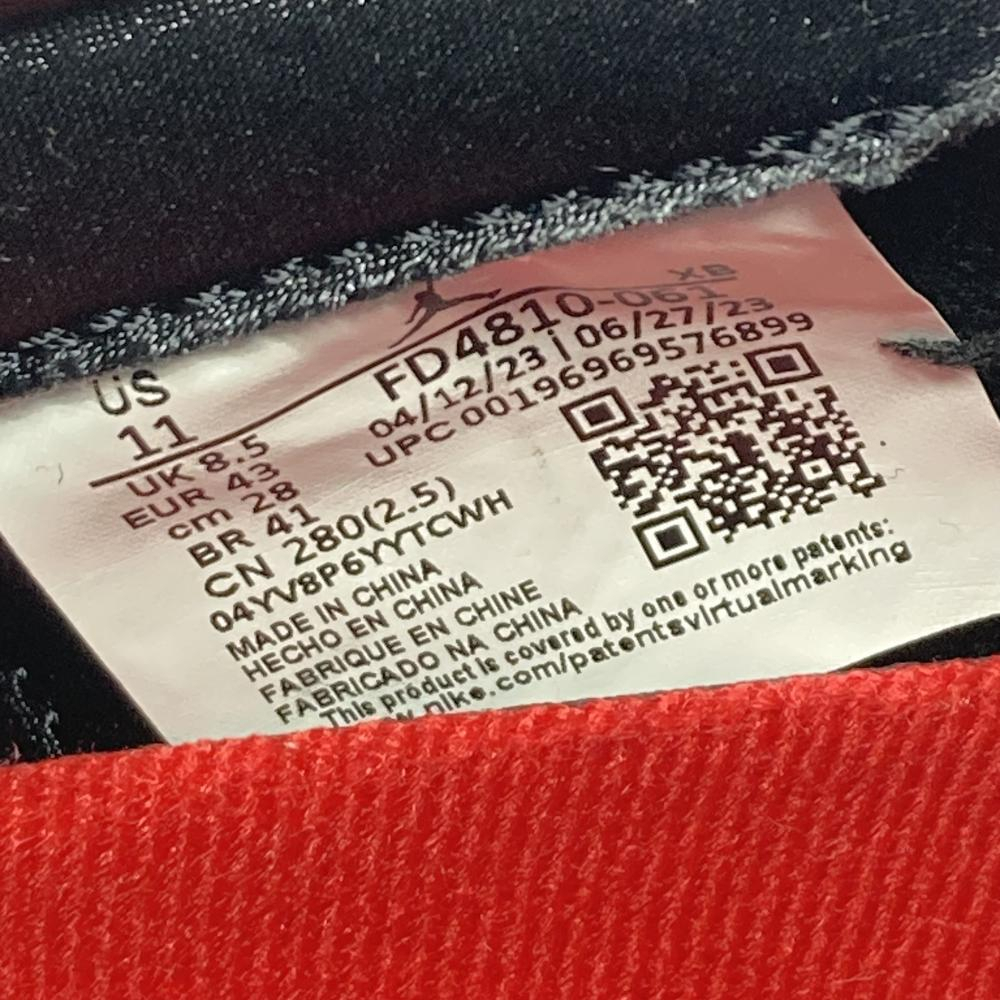 US
11
UK 8.5
EUR 43
cm 28
BR 41
CN 280(2.5)
04YV8P6YYTCWH
XB
FD4810-061
04/12/23 | 06/27/23
UPC 00196969576899
MADE IN CHINA
HECHO EN CHINA
FABRIQUE EN CHINE
FABRICADO NA CHINA
This product is covered by one or more patents:
.nike.com/patentsvirtualmarking